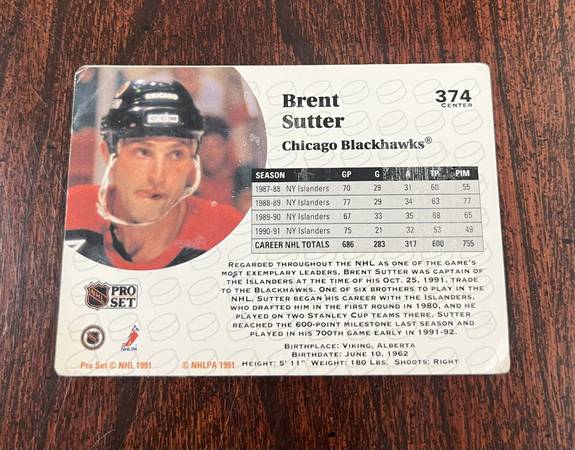 Brent
Sutter
374
CENTER
Chicago Blackhawks®
SEASON GP G A TP PIM
1987-88 NY Islanders 70 29 31 60 55
1988-89 NY Islanders 77 29 34 63 77
1989-90 NY Islanders 67 33 35 68 65
1990-91 NY Islanders 75 21 32 53 49
CAREER NHL TOTALS 686 283 317 600 755
REGARDED THROUGHOUT THE NHL AS ONE OF THE GAME'S
MOST EXEMPLARY LEADERS, BRENT SUTTER WAS CAPTAIN OF
THE ISLANDERS AT THE TIME OF HIS OCT. 25, 1991, TRADE
TO THE BLACKHAWKS. ONE OF SIX BROTHERS TO PLAY IN THE
NHL, SUTTER BEGAN HIS CAREER WITH THE ISLANDERS,
WHO DRAFTED HIM IN THE FIRST ROUND IN 1980, AND HE
PLAYED ON TWO STANLEY CUP TEAMS THERE. SUTTER
REACHED THE 600-POINT MILESTONE LAST SEASON AND
PLAYED IN HIS 700TH GAME EARLY IN 1991-92.
BIRTHPLACE: VIKING, ALBERTA
BIRTHDATE: JUNE 10, 1962
HEIGHT: 5' 11" WEIGHT: 180 LBS. SHOOTS: RIGHT
CHICAGO
CCM
NHL
PRO
SET
NHLPA
Pro Set © NHL 1991
© NHLPA 1991